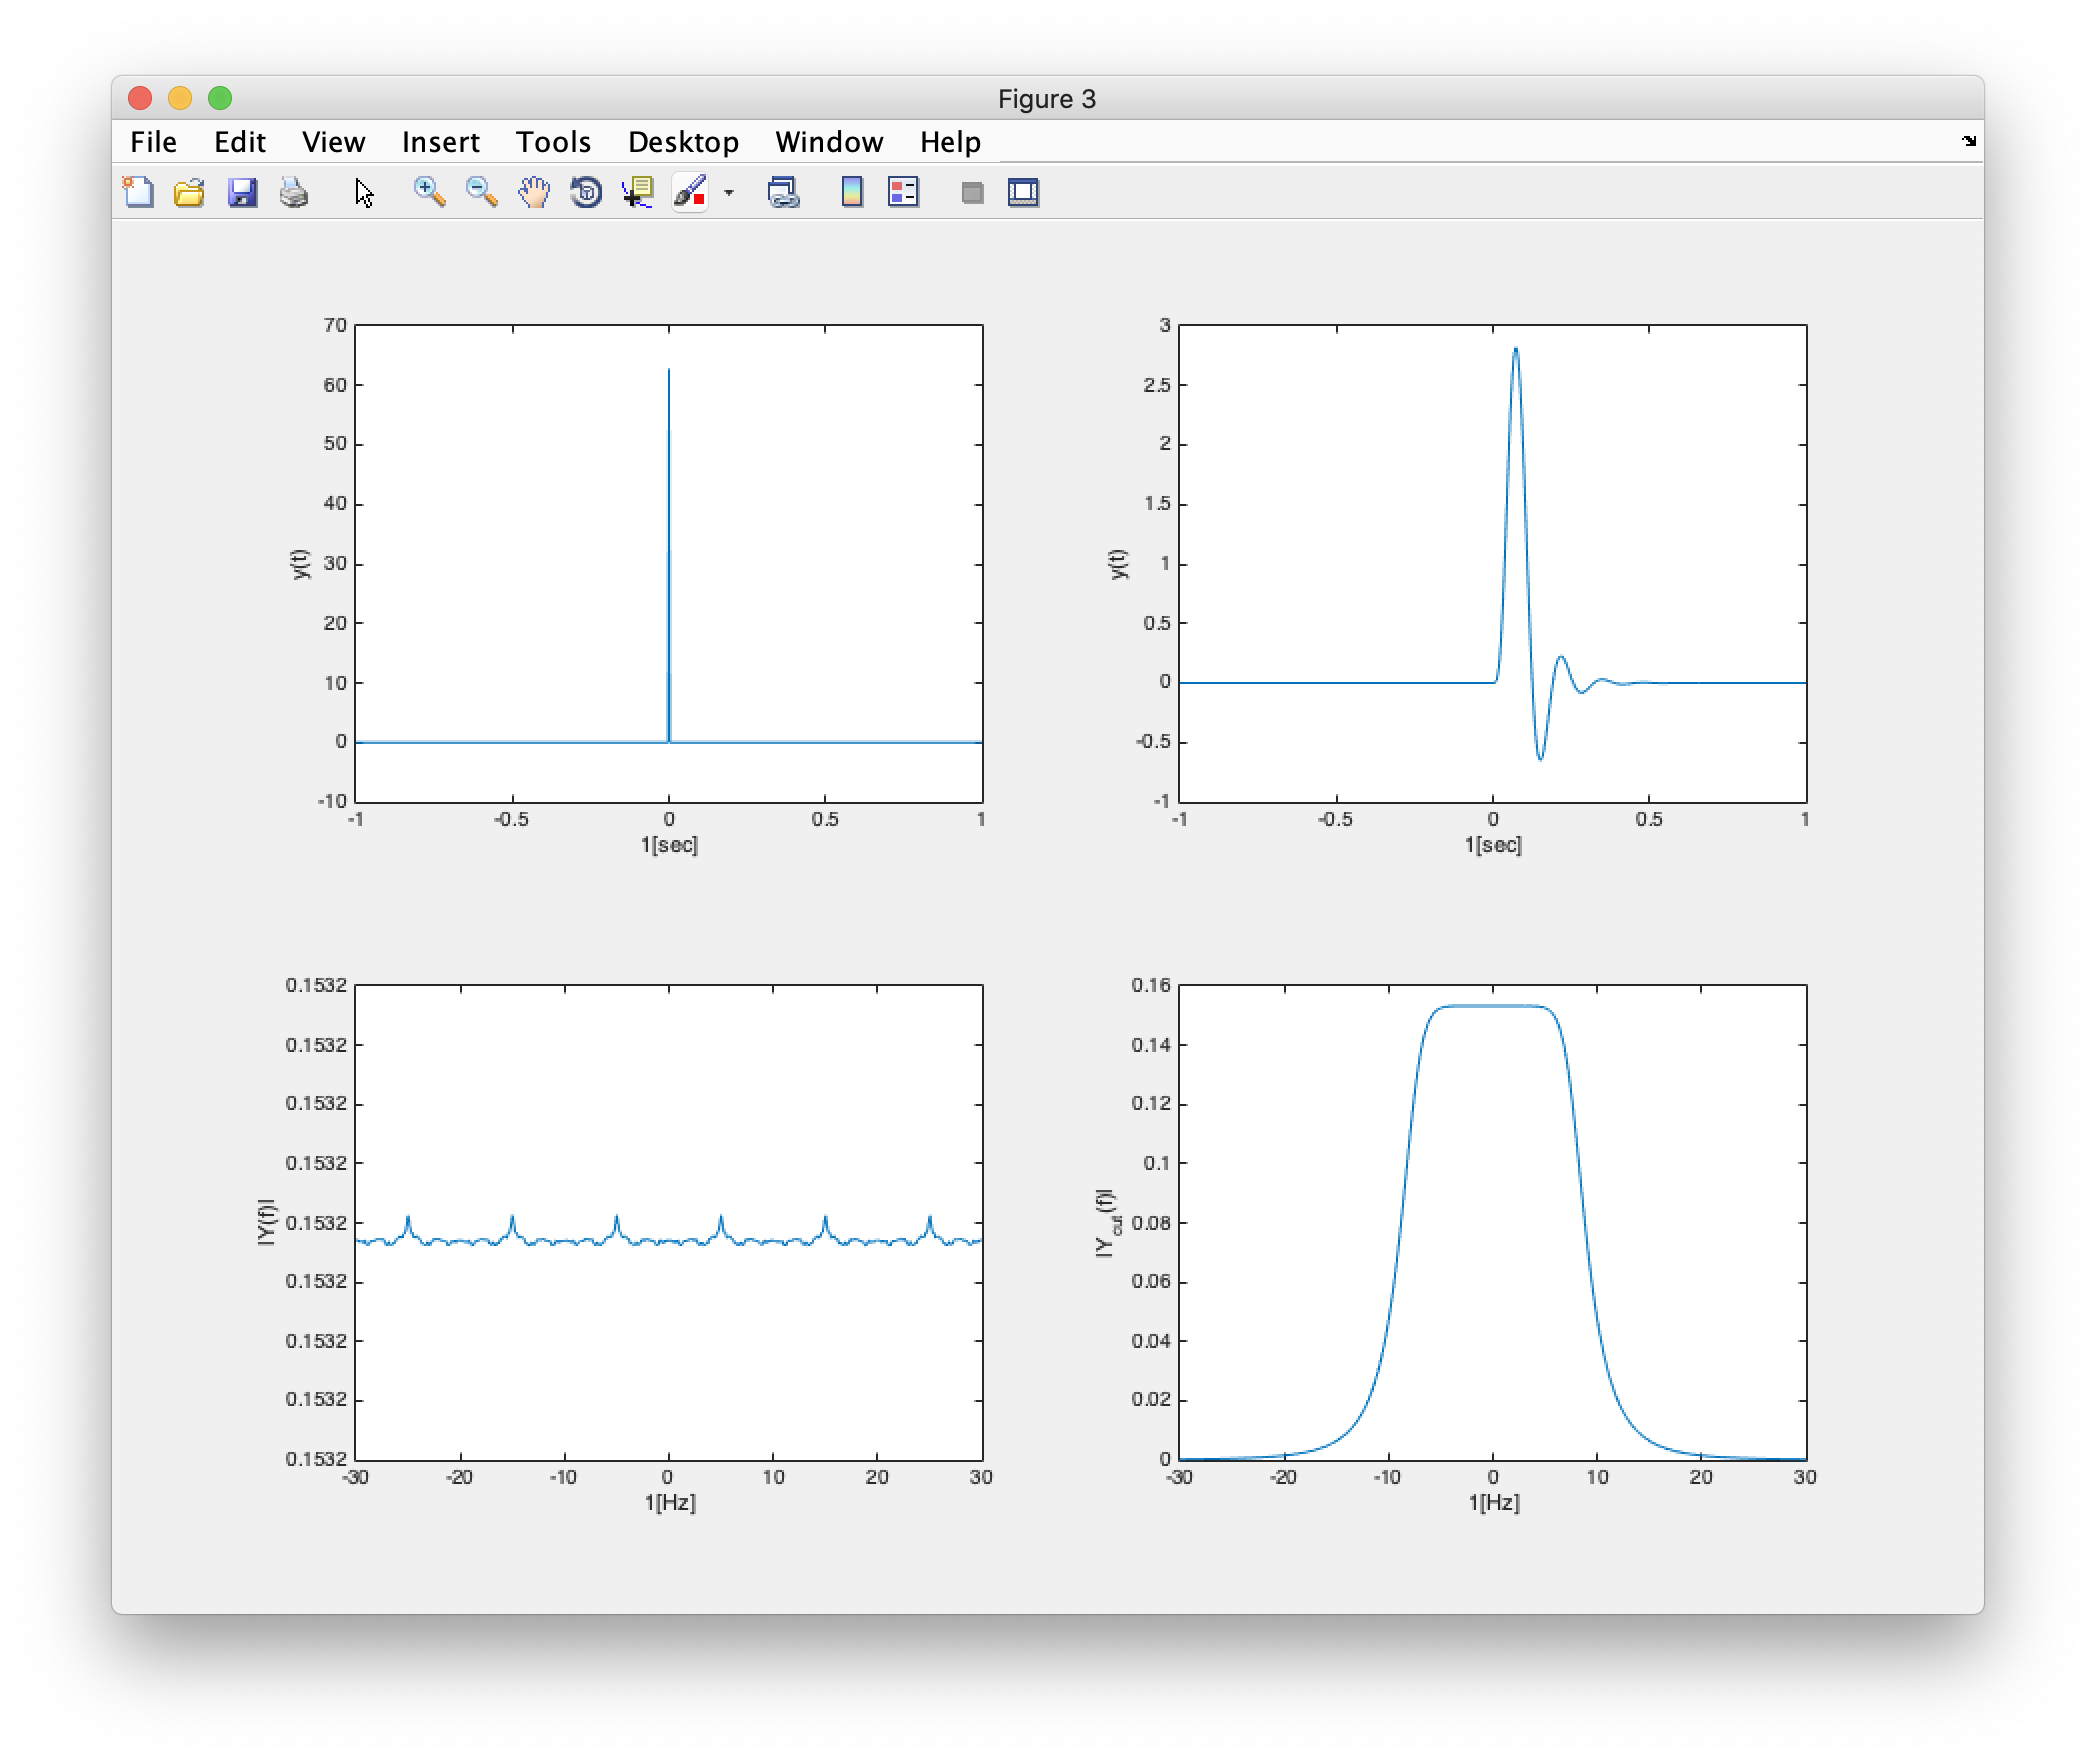 Figure 3
File Edit View Insert Tools Desktop Window Help
70
60
50
40
30
20
10
0
-10
y(t)
-1 -0.5 0 0.5 1
1[sec]
3
2.5
2
1.5
1
0.5
0
-0.5
-1
y(t)
-1 -0.5 0 0.5 1
1[sec]
0.1532
0.1532
0.1532
0.1532
0.1532
0.1532
0.1532
0.1532
0.1532
|Y(f)|
-30 -20 -10 0 10 20 30
1[Hz]
0.16
0.14
0.12
0.1
0.08
0.06
0.04
0.02
0
|Y_cut(f)|
-30 -20 -10 0 10 20 30
1[Hz]